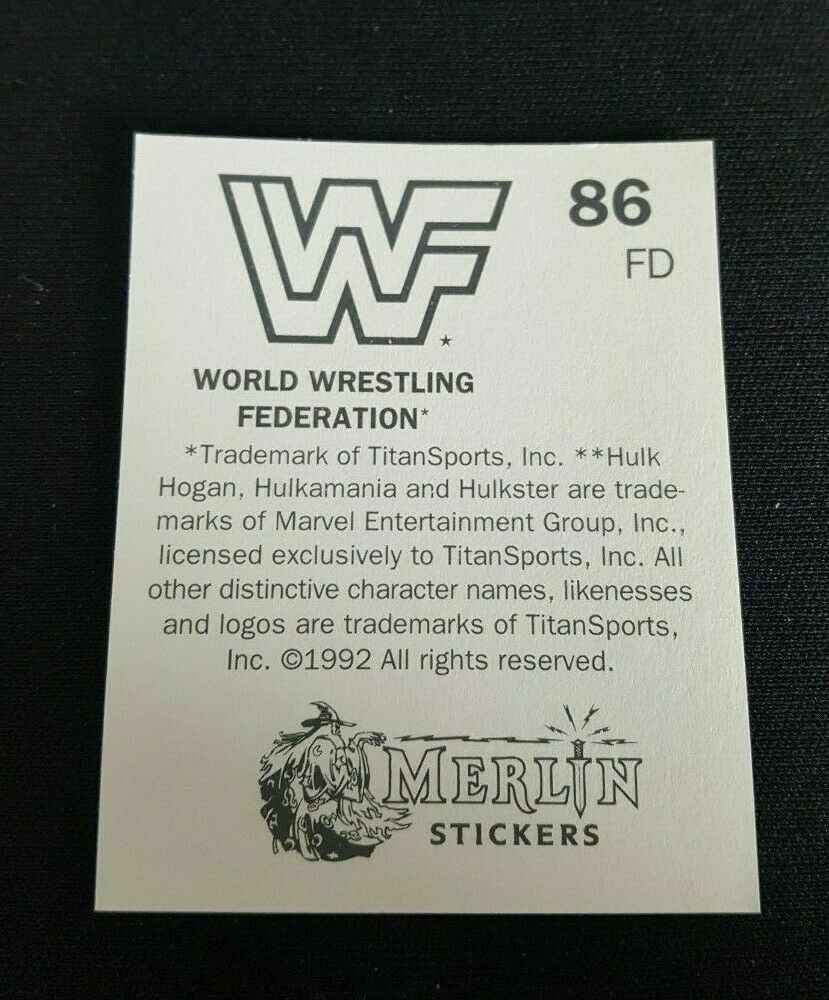 WF
86
FD
WORLD WRESTLING
FEDERATION*
*Trademark of TitanSports, Inc. **Hulk
Hogan, Hulkamania and Hulkster are trade-
marks of Marvel Entertainment Group, Inc.,
licensed exclusively to TitanSports, Inc. All
other distinctive character names, likenesses
and logos are trademarks of TitanSports,
Inc. ©1992 All rights reserved.
MERLIN
STICKERS